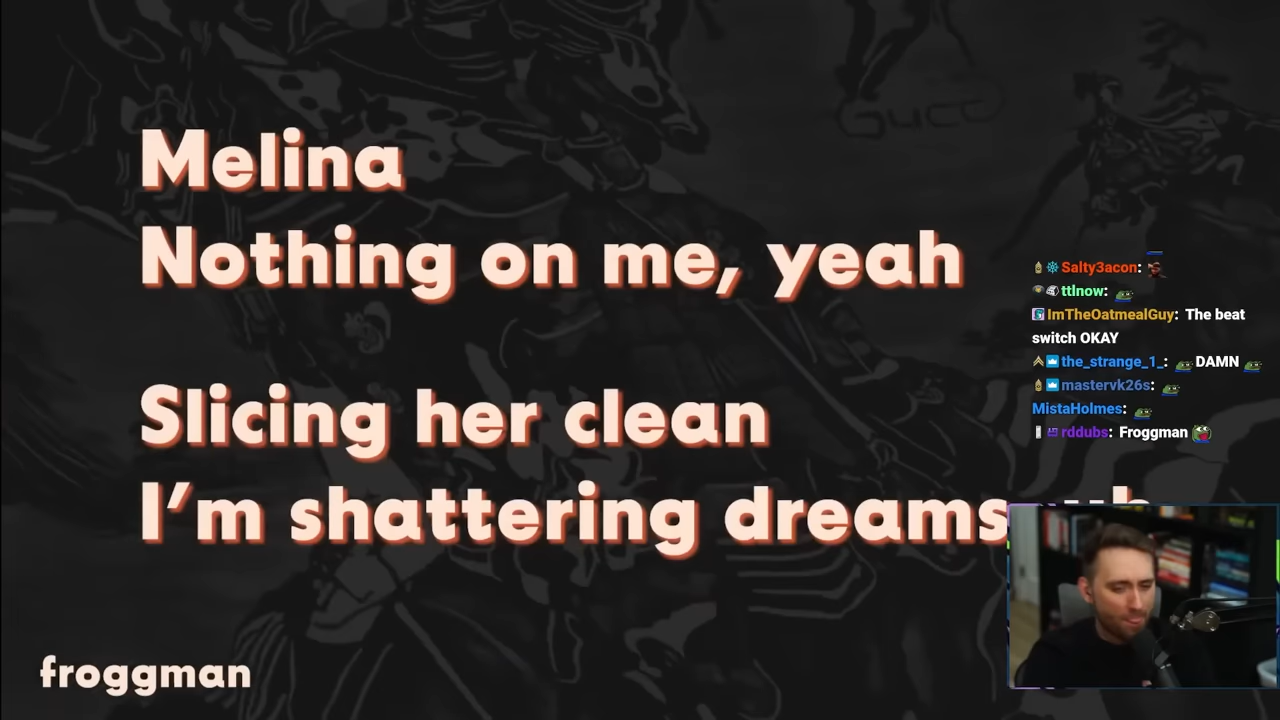 Gucci
Melina
Nothing on me, yeah
Slicing her clean
I'm shattering dreams
froggman
Salty3acon:
ttlnow:
ImTheOatmealGuy: The beat
switch OKAY
the_strange_1_: DAMN
mastervk26s:
MistaHolmes:
rddubs: Froggman